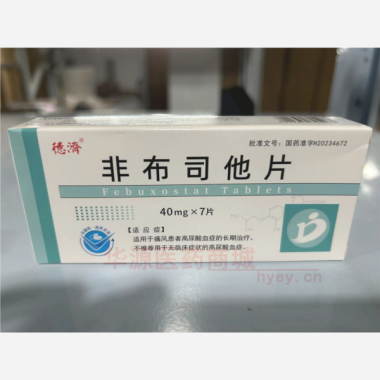 德济®
批准文号：国药准字H20234672
非布司他片
Febuxostat Tablets
40mg×7片
【适应症】
适用于痛风患者高尿酸血症的长期治疗。
不推荐用于无临床症状的高尿酸血症。
华源医药商城
hyey.cn